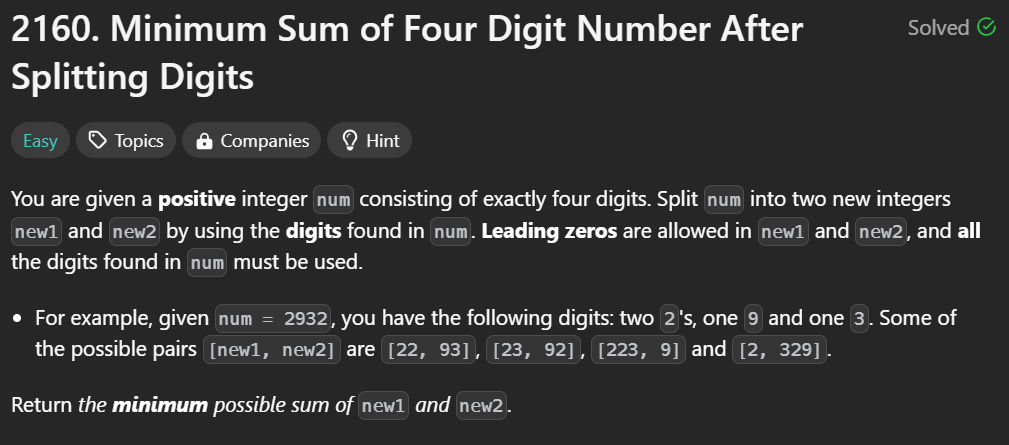 2160. Minimum Sum of Four Digit Number After
Solved
Splitting Digits
Easy Topics Companies Hint
You are given a positive integer num consisting of exactly four digits. Split num into two new integers
new1 and new2 by using the digits found in num. Leading zeros are allowed in new1 and new2, and all
the digits found in num must be used.
• For example, given num = 2932, you have the following digits: two 2's, one 9 and one 3. Some of
the possible pairs [new1, new2] are [22, 93], [23, 92], [223, 9] and [2, 329].
Return the minimum possible sum of new1 and new2.